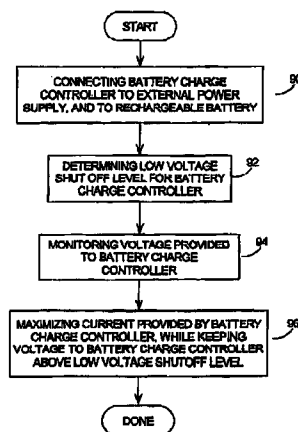 START
CONNECTING BATTERY CHARGE
CONTROLLER TO EXTERNAL POWER
SUPPLY, AND TO RECHARGEABLE BATTERY
DETERMINING LOW VOLTAGE
SHUT OFF LEVEL FOR BATTERY
CHARGE CONTROLLER
92
MONITORING VOLTAGE PROVIDED
TO BATTERY CHARGE
CONTROLLER
94
MAXIMIZING CURRENT PROVIDED BY BATTERY
CHARGE CONTROLLER, WHILE KEEPING
VOLTAGE TO BATTERY CHARGE CONTROLLER
ABOVE LOW VOLTAGE SHUTOFF LEVEL
DONE